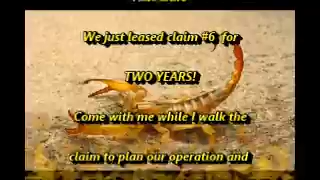 We just leased claim #6 for
TWO YEARS!
Come with me while I walk the
claim to plan our operation and